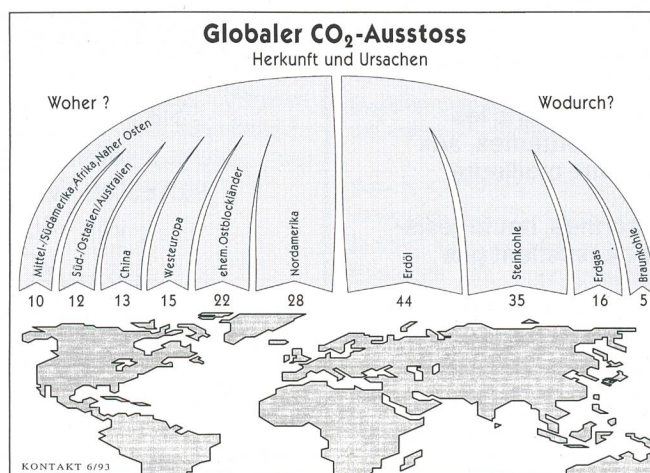 Globaler CO₂-Ausstoss
Herkunft und Ursachen
Woher ?
Wodurch?
Mittel-/Südamerika,Afrika,Naher Osten
Süd-/Ostasien/Australien
China
Westeuropa
ehem. Ostblockländer
Nordamerika
Erdöl
Steinkohle
Erdgas
Braunkohle
10 12 13 15 22 28 44 35 16 5
KONTAKT 6/93